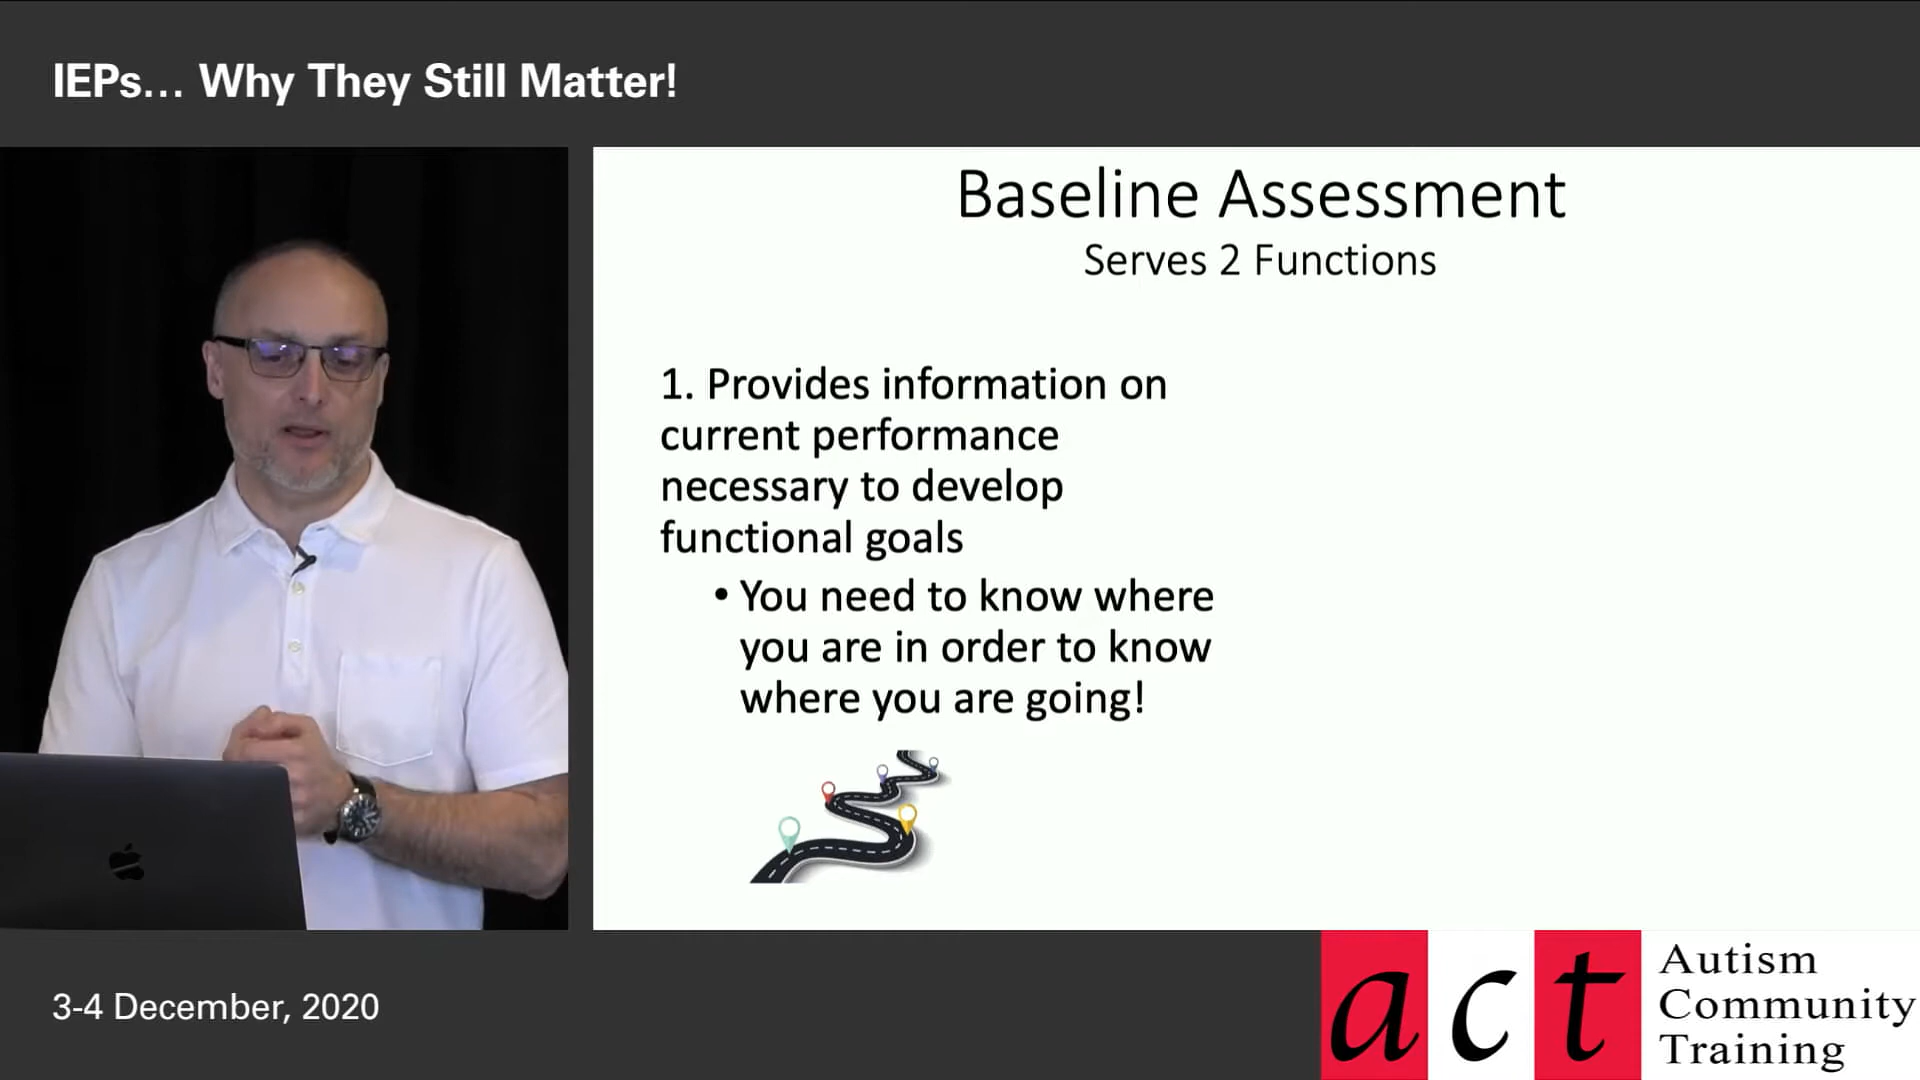 IEPs... Why They Still Matter!
Baseline Assessment
Serves 2 Functions
1. Provides information on
current performance
necessary to develop
functional goals
• You need to know where
you are in order to know
where you are going!
3-4 December, 2020
act
Autism
Community
Training